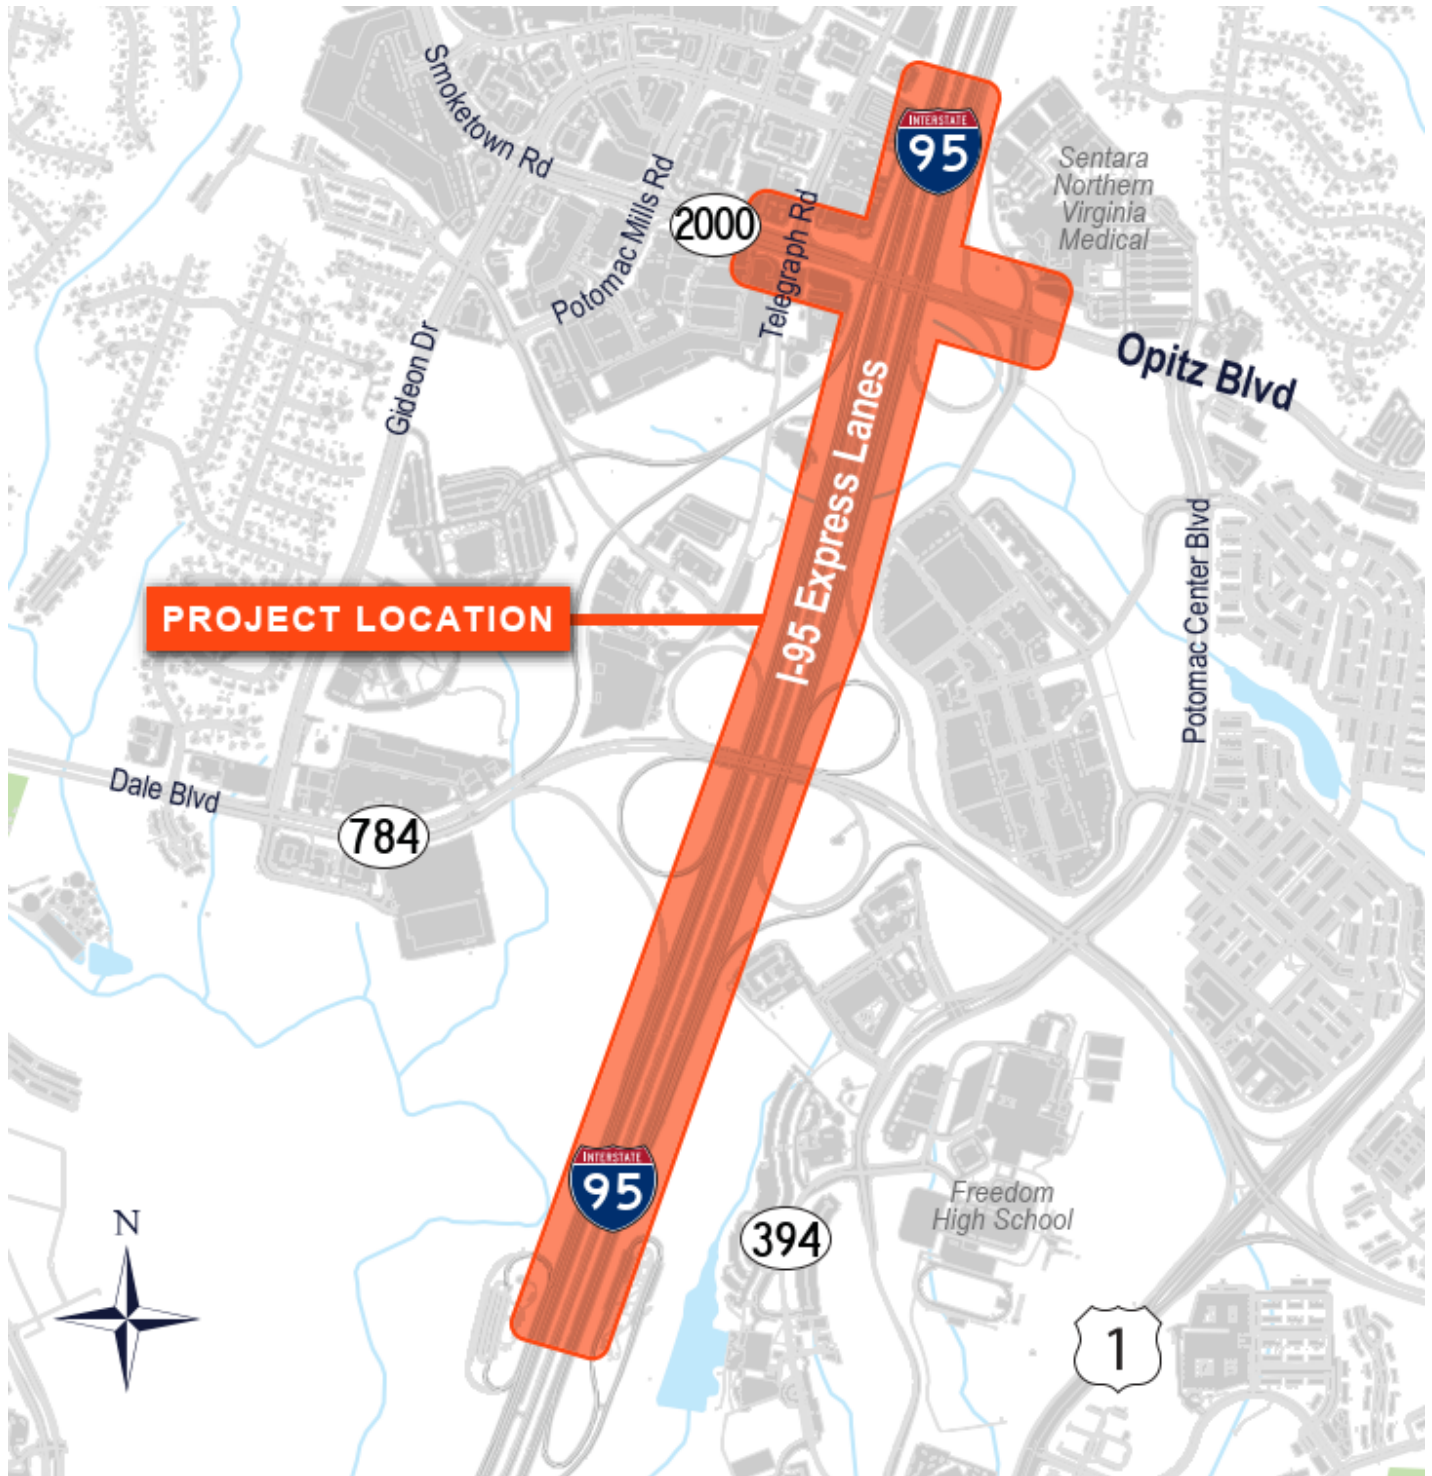 Smoketown Rd
INTERSTATE
95
Sentara
Northern
Virginia
Medical
Potomac Mills Rd
2000
Telegraph Rd
Opitz Blvd
Gideon Dr
I-95 Express Lanes
PROJECT LOCATION
Potomac Center Blvd
Dale Blvd
784
INTERSTATE
95
Freedom
High School
394
N
1